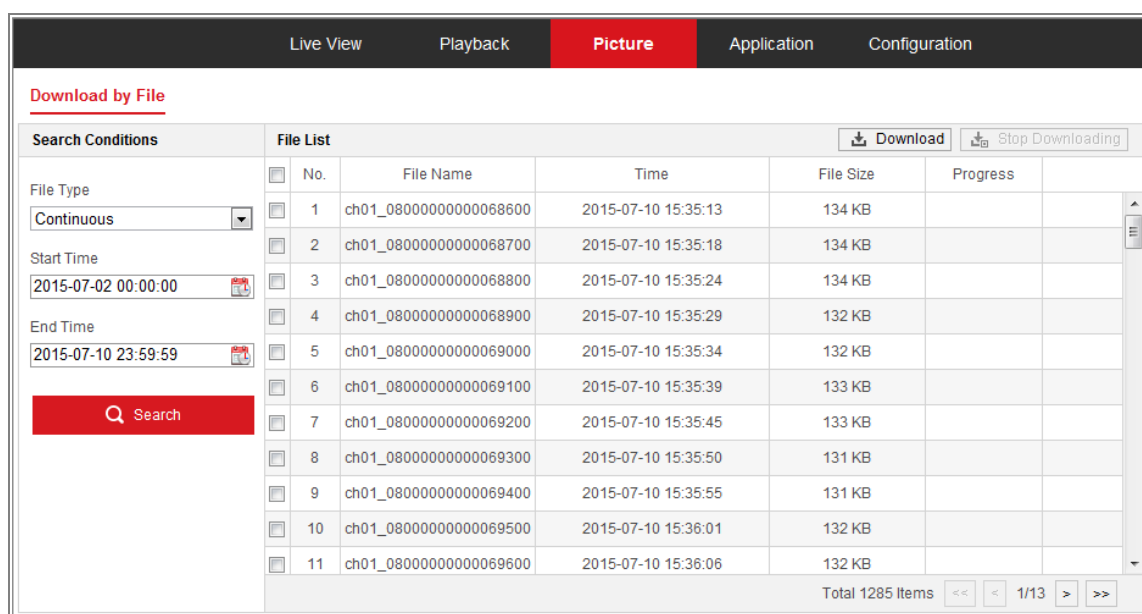 Live View Playback Picture Application Configuration
Download by File
Search Conditions
File Type
Continuous
Start Time
2015-07-02 00:00:00
End Time
2015-07-10 23:59:59
Search
File List Download Stop Downloading
No. File Name Time File Size Progress
1 ch01_08000000000068600 2015-07-10 15:35:13 134 KB
2 ch01_08000000000068700 2015-07-10 15:35:18 134 KB
3 ch01_08000000000068800 2015-07-10 15:35:24 134 KB
4 ch01_08000000000068900 2015-07-10 15:35:29 132 KB
5 ch01_08000000000069000 2015-07-10 15:35:34 132 KB
6 ch01_08000000000069100 2015-07-10 15:35:39 133 KB
7 ch01_08000000000069200 2015-07-10 15:35:45 133 KB
8 ch01_08000000000069300 2015-07-10 15:35:50 131 KB
9 ch01_08000000000069400 2015-07-10 15:35:55 131 KB
10 ch01_08000000000069500 2015-07-10 15:36:01 132 KB
11 ch01_08000000000069600 2015-07-10 15:36:06 132 KB
Total 1285 Items << < 1/13 > >>